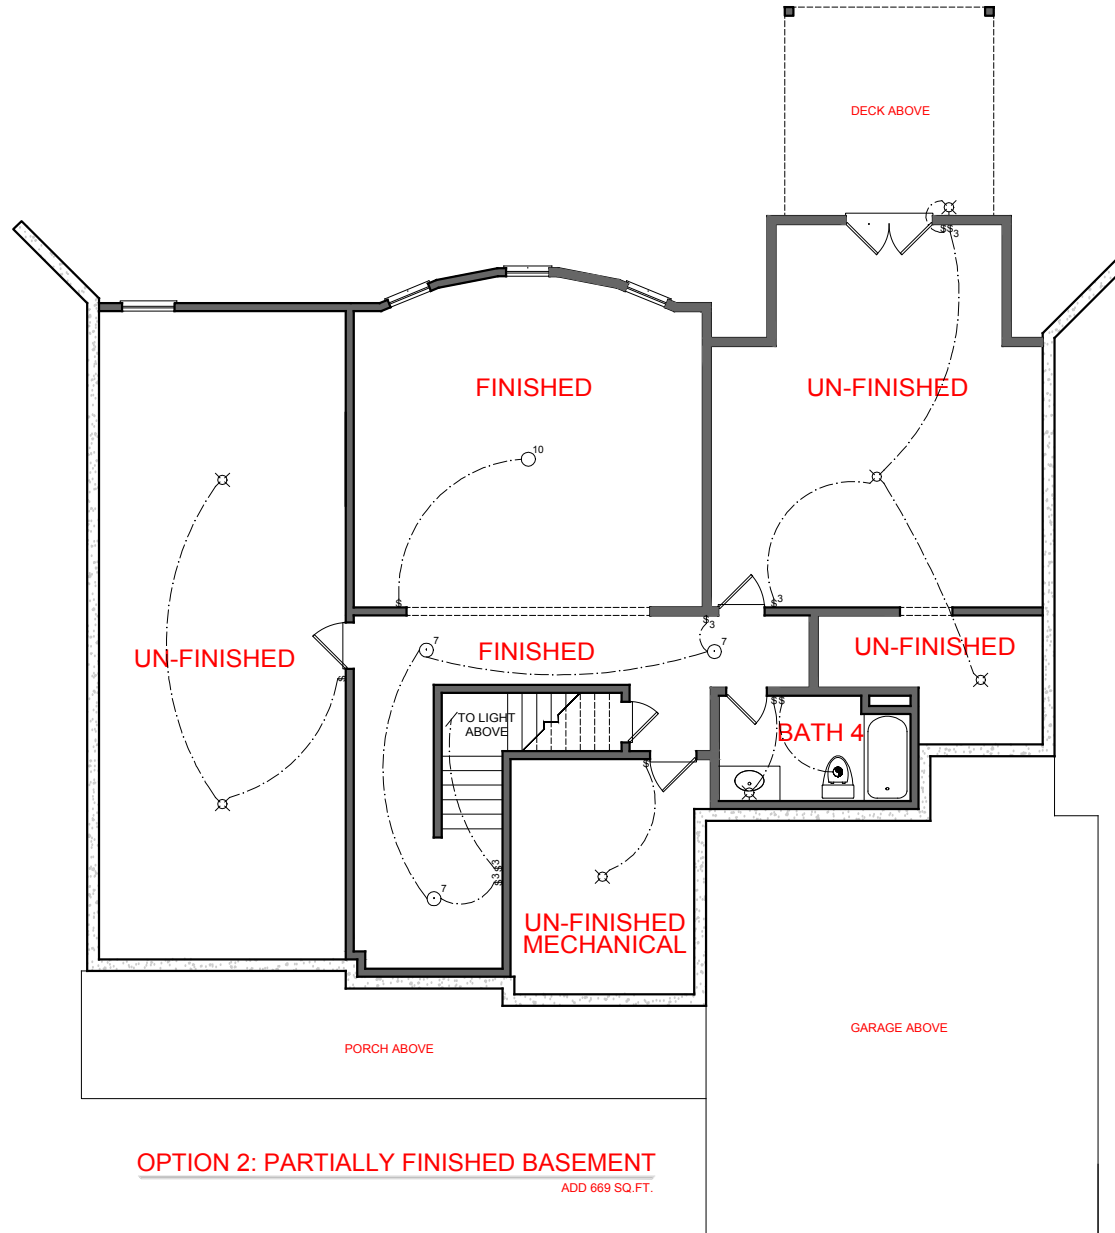 DECK ABOVE
$$3
FINISHED
UN-FINISHED
10
$
$3
$3
7
7
UN-FINISHED
FINISHED
UN-FINISHED
$
$$
TO LIGHT
ABOVE
BATH 4
$
$3
$3
7
UN-FINISHED
MECHANICAL
GARAGE ABOVE
PORCH ABOVE
OPTION 2: PARTIALLY FINISHED BASEMENT
ADD 669 SQ.FT.